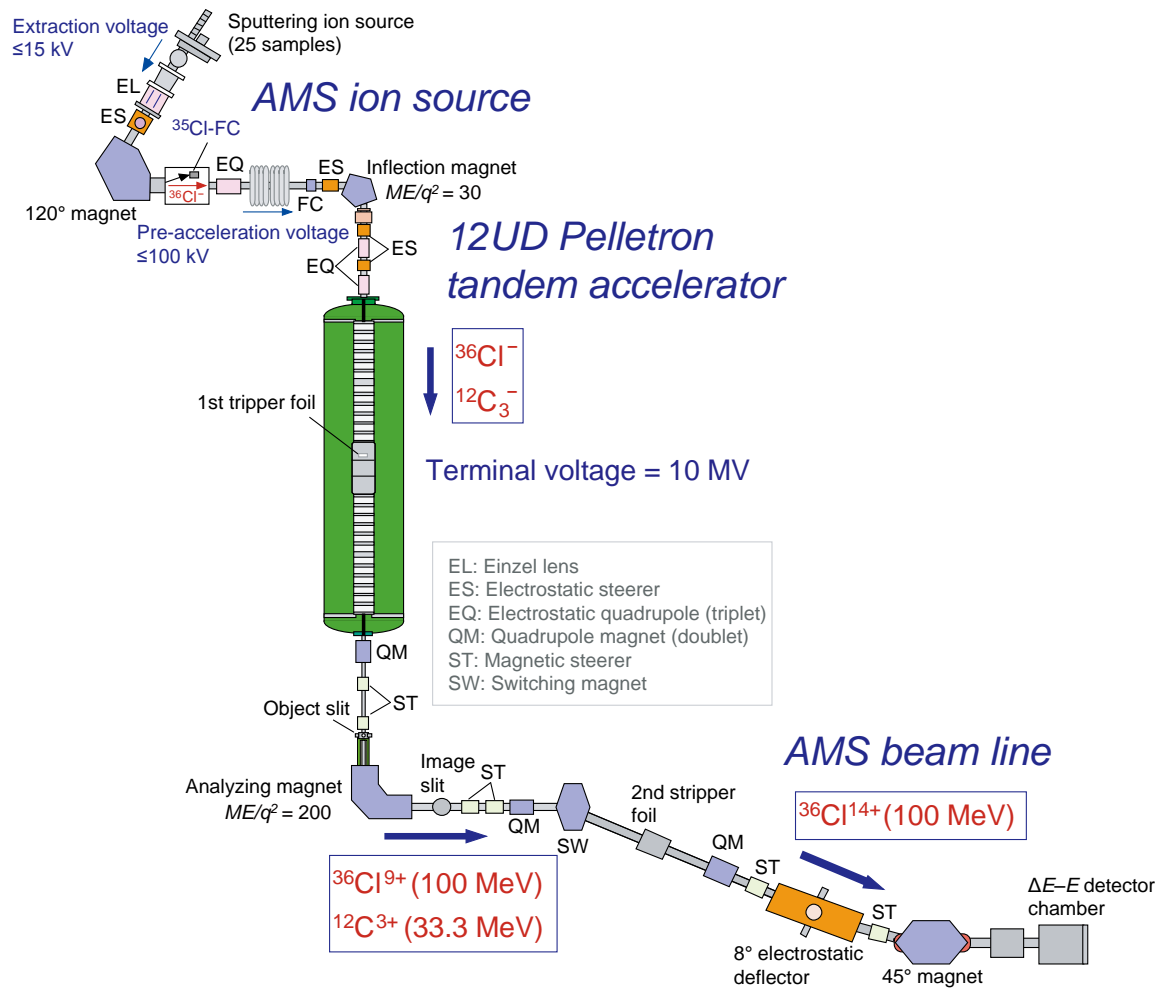 Extraction voltage
≤15 kV
Sputtering ion source
(25 samples)
EL
ES
AMS ion source
³⁵Cl-FC
EQ
ES
Inflection magnet
ME/q² = 30
³⁶Cl⁻
FC
120° magnet
Pre-acceleration voltage
≤100 kV
ES
EQ
12UD Pelletron
tandem accelerator
³⁶Cl⁻
¹²C₃⁻
1st tripper foil
Terminal voltage = 10 MV
EL: Einzel lens
ES: Electrostatic steerer
EQ: Electrostatic quadrupole (triplet)
QM: Quadrupole magnet (doublet)
ST: Magnetic steerer
SW: Switching magnet
QM
ST
Object slit
Analyzing magnet
ME/q² = 200
Image
slit
ST
QM
SW
³⁶Cl⁹⁺ (100 MeV)
¹²C³⁺ (33.3 MeV)
AMS beam line
2nd stripper
foil
³⁶Cl¹⁴⁺ (100 MeV)
QM
ST
8° electrostatic
deflector
ST
45° magnet
ΔE–E detector
chamber